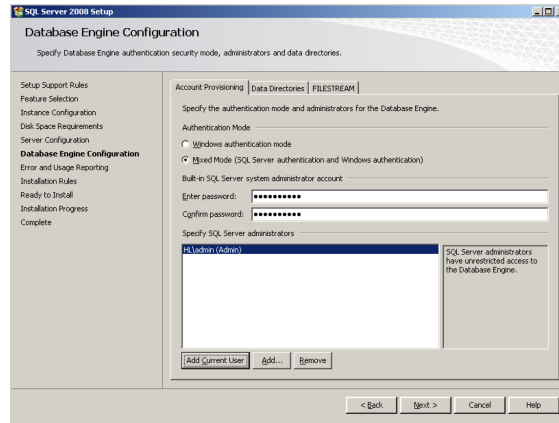 SQL Server 2008 Setup
Database Engine Configuration
Specify Database Engine authentication security mode, administrators and data directories.
Setup Support Rules
Feature Selection
Instance Configuration
Disk Space Requirements
Server Configuration
Database Engine Configuration
Error and Usage Reporting
Installation Rules
Ready to Install
Installation Progress
Complete
Account Provisioning Data Directories FILESTREAM
Specify the authentication mode and administrators for the Database Engine.
Authentication Mode
Windows authentication mode
Mixed Mode (SQL Server authentication and Windows authentication)
Built-in SQL Server system administrator account
Enter password: ●●●●●●●●●●
Confirm password: ●●●●●●●●●●
Specify SQL Server administrators
HL\admin (Admin)
SQL Server administrators
have unrestricted access to
the Database Engine.
Add Current User Add... Remove
< Back Next > Cancel Help